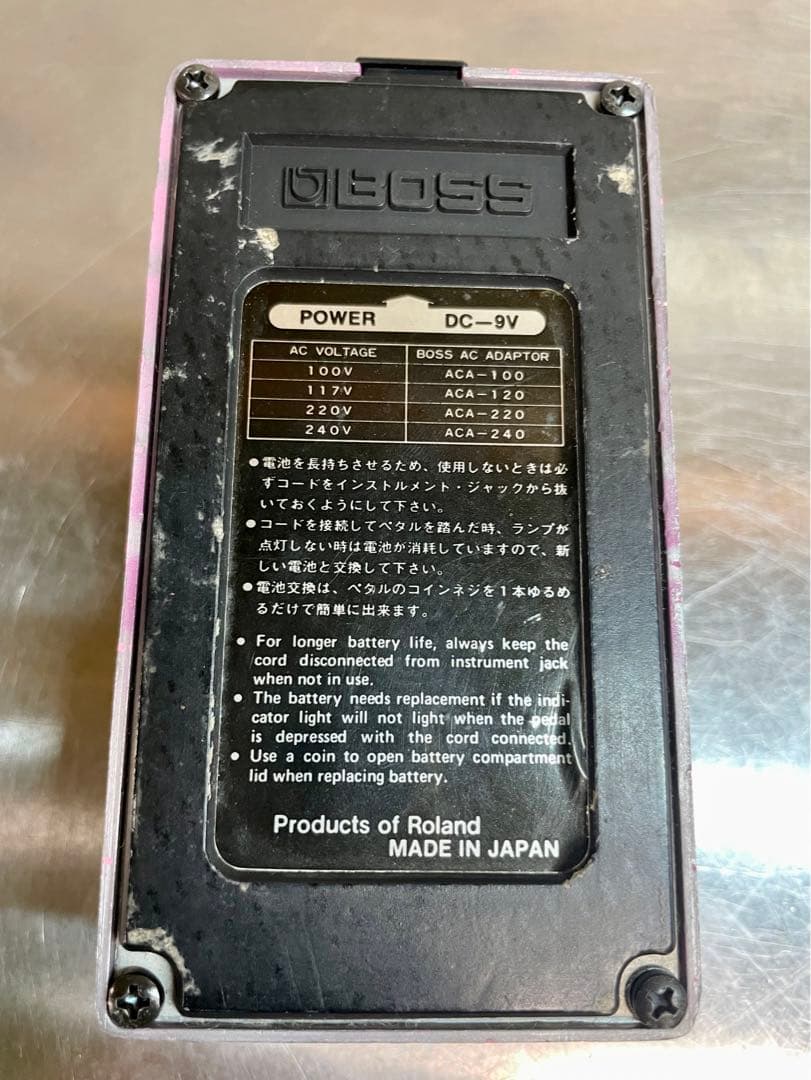 BOSS
POWER DC-9V
AC VOLTAGE BOSS AC ADAPTOR
100V ACA-100
117V ACA-120
220V ACA-220
240V ACA-240
●電池を長持ちさせるため、使用しないときは必
ずコードをインストルメント・ジャックから抜
いておくようにして下さい。
●コードを接続してペタルを踏んだ時、ランプが
点灯しない時は電池が消耗していますので、新
しい電池と交換して下さい。
●電池交換は、ペタルのコインネジを1本ゆるめ
るだけで簡単に出来ます。
● For longer battery life, always keep the
cord disconnected from instrument jack
when not in use.
● The battery needs replacement if the indi-
cator light will not light when the pedal
is depressed with the cord connected.
● Use a coin to open battery compartment
lid when replacing battery.
Products of Roland
MADE IN JAPAN